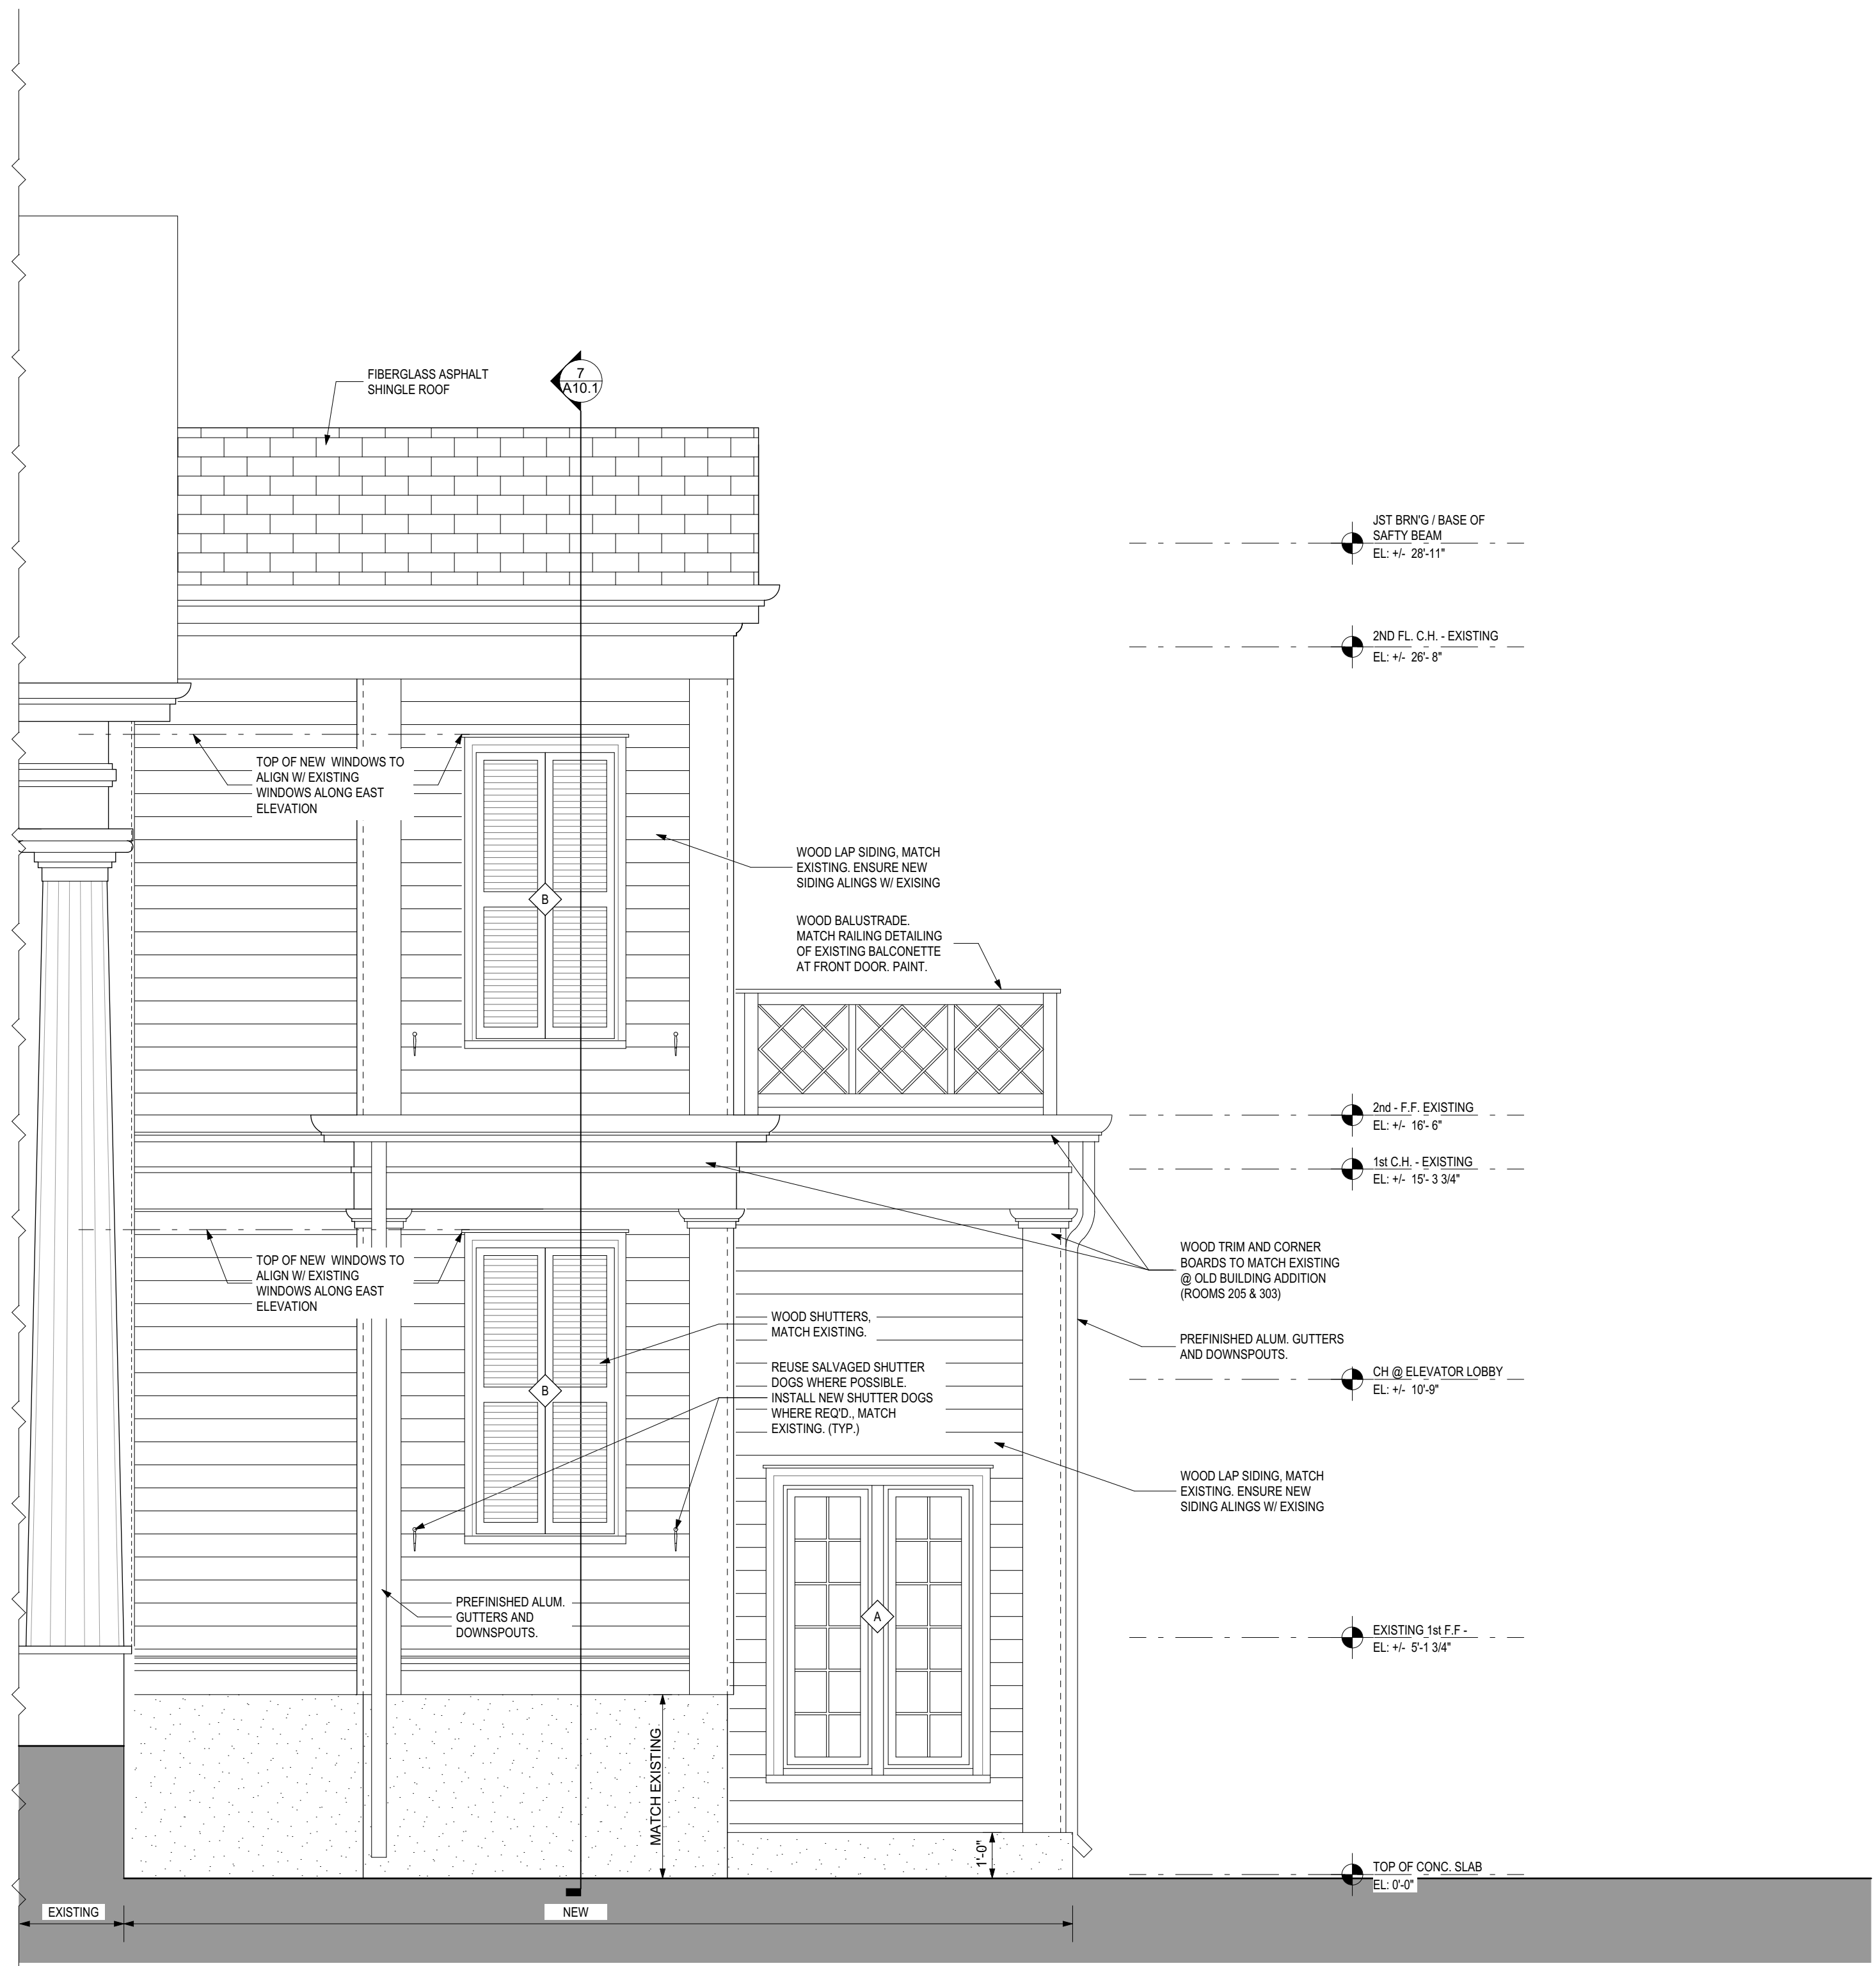 FIBERGLASS ASPHALT
SHINGLE ROOF
7
A10.1
JST BRN'G / BASE OF
SAFTY BEAM
EL: +/- 28'-11"
2ND FL. C.H. - EXISTING
EL: +/- 26'- 8"
TOP OF NEW WINDOWS TO
ALIGN W/ EXISTING
WINDOWS ALONG EAST
ELEVATION
WOOD LAP SIDING, MATCH
EXISTING. ENSURE NEW
SIDING ALINGS W/ EXISING
B
WOOD BALUSTRADE.
MATCH RAILING DETAILING
OF EXISTING BALCONETTE
AT FRONT DOOR. PAINT.
2nd - F.F. EXISTING
EL: +/- 16'- 6"
1st C.H. - EXISTING
EL: +/- 15'- 3 3/4"
TOP OF NEW WINDOWS TO
ALIGN W/ EXISTING
WINDOWS ALONG EAST
ELEVATION
WOOD TRIM AND CORNER
BOARDS TO MATCH EXISTING
@ OLD BUILDING ADDITION
(ROOMS 205 & 303)
WOOD SHUTTERS,
MATCH EXISTING.
PREFINISHED ALUM. GUTTERS
AND DOWNSPOUTS.
REUSE SALVAGED SHUTTER
DOGS WHERE POSSIBLE.
INSTALL NEW SHUTTER DOGS
WHERE REQ'D., MATCH
EXISTING. (TYP.)
CH @ ELEVATOR LOBBY
EL: +/- 10'-9"
B
WOOD LAP SIDING, MATCH
EXISTING. ENSURE NEW
SIDING ALINGS W/ EXISING
PREFINISHED ALUM.
GUTTERS AND
DOWNSPOUTS.
A
EXISTING 1st F.F -
EL: +/- 5'-1 3/4"
MATCH EXISTING
1'-0"
TOP OF CONC. SLAB
EL: 0'-0"
EXISTING
NEW